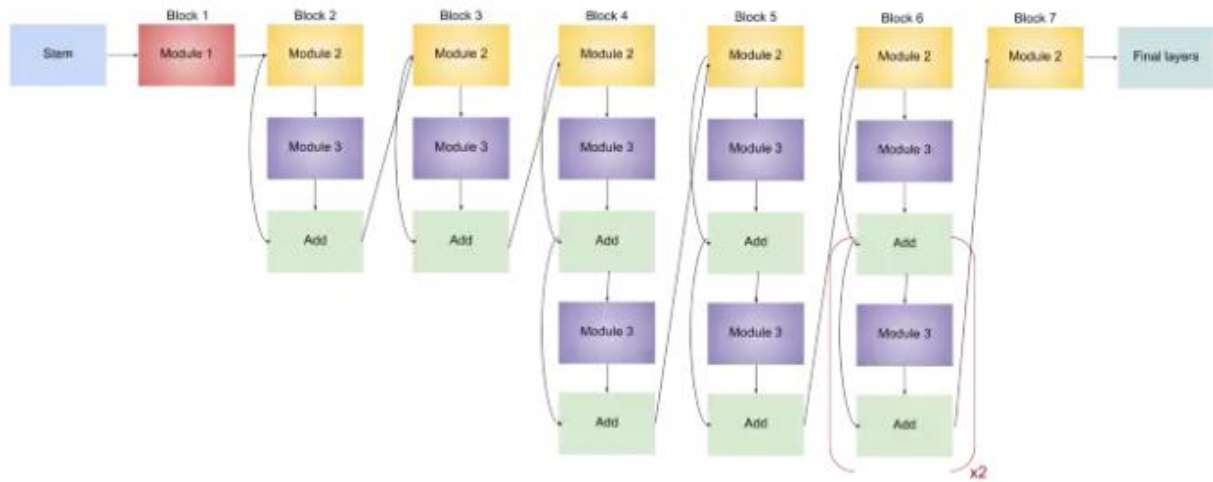 Block 1 Block 2 Block 3 Block 4 Block 5 Block 6 Block 7
Stem Module 1 Module 2 Module 2 Module 2 Module 2 Module 2 Module 2 Final layers
Module 3 Module 3 Module 3 Module 3 Module 3
Add Add Add Add Add
Module 3 Module 3 Module 3
Add Add Add
x2